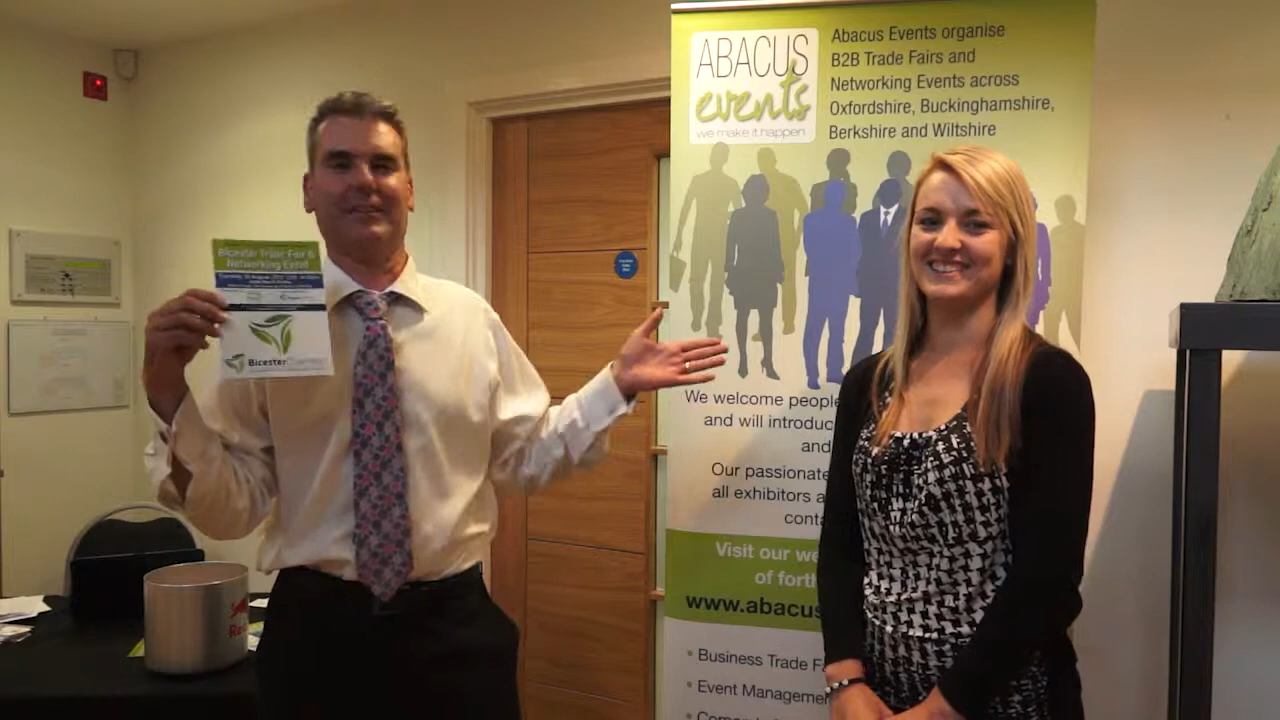 ABACUS
events
we make it happen
Abacus Events organise
B2B Trade Fairs and
Networking Events across
Oxfordshire, Buckinghamshire,
Berkshire and Wiltshire
We welcome people
and will introduc
and
Our passionate
all exhibitors a
conta
Visit our we
of forth
www.abacus
• Business Trade Fa
• Event Manageme
Bicester Trade Fair &
Networking Event
Bicester
Red